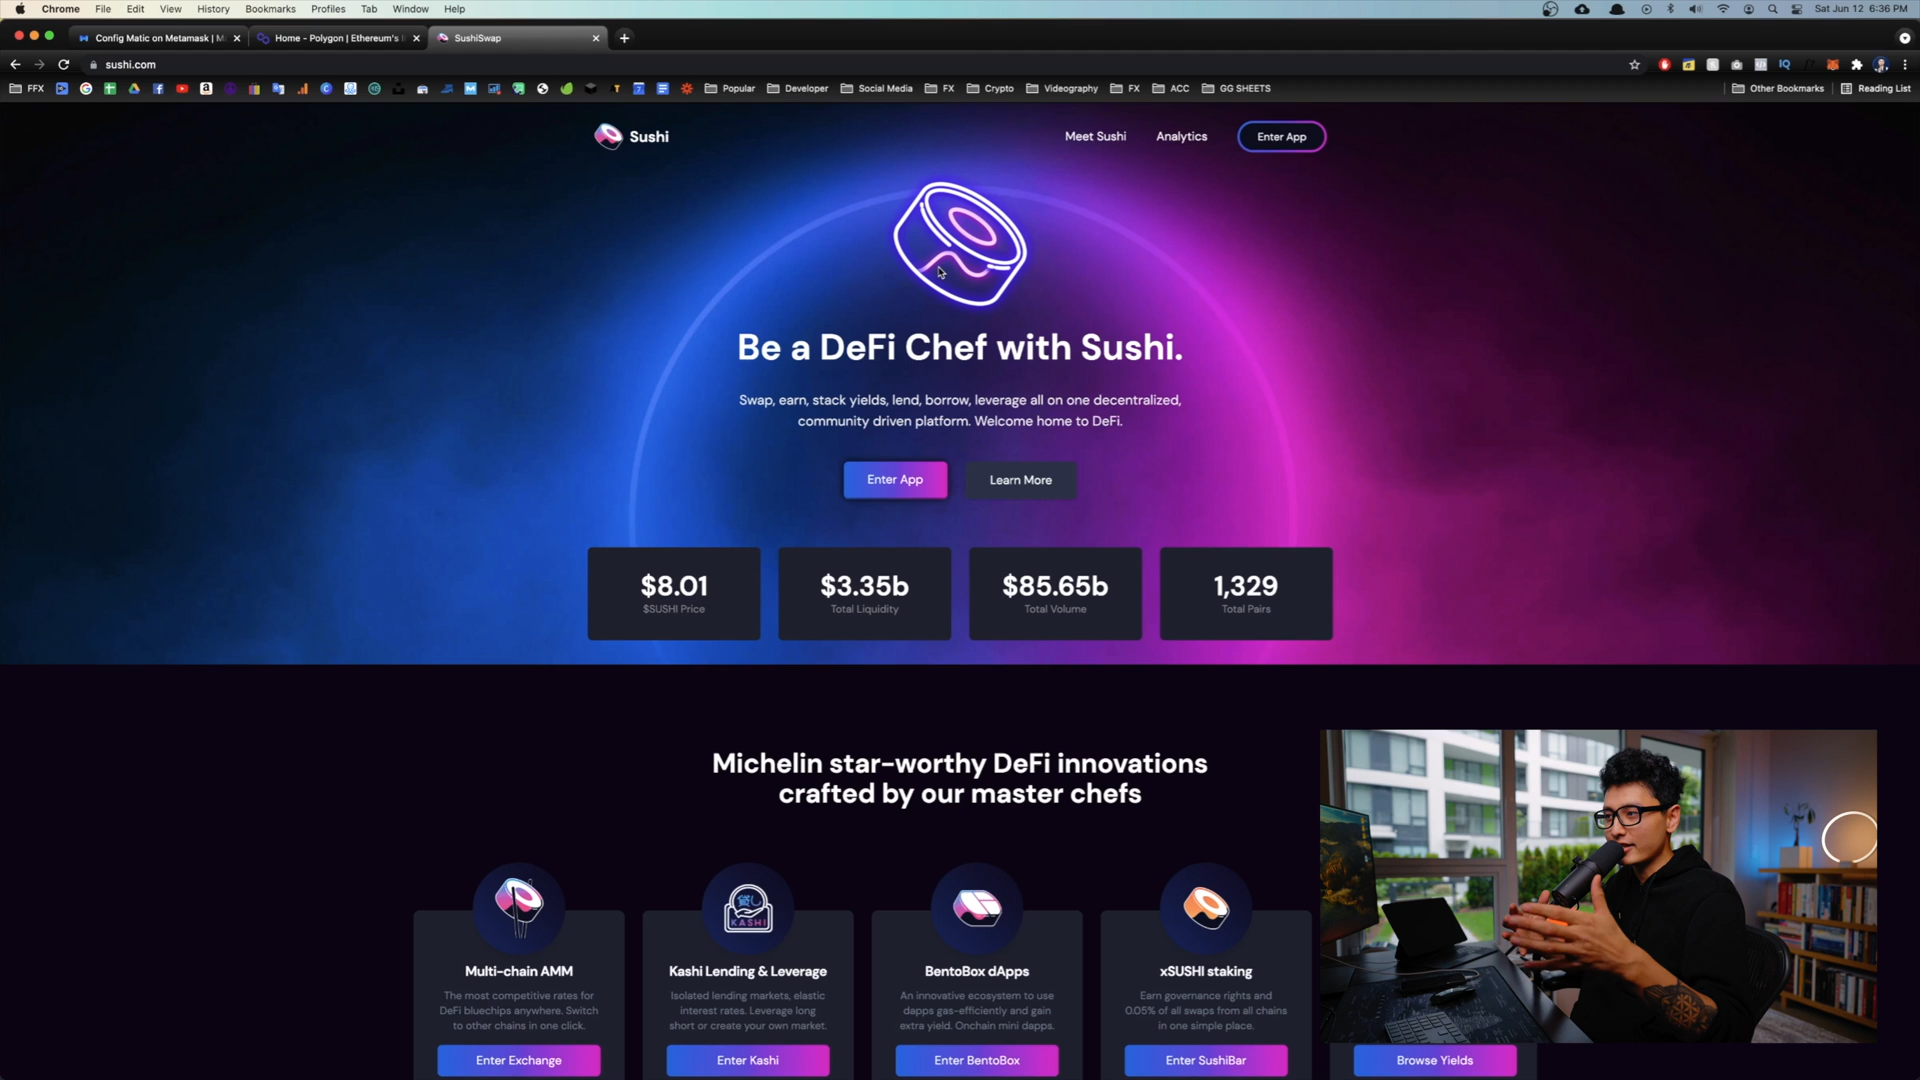 Chrome File Edit View History Bookmarks Profiles Tab Window Help
Sat Jun 12 6:36 PM
Config Matic on Metamask | M
Home - Polygon | Ethereum's
SushiSwap
sushi.com
IQ
FFX
Popular
Developer
Social Media
FX
Crypto
Videography
FX
ACC
GG SHEETS
Other Bookmarks
Reading List
Sushi
Meet Sushi
Analytics
Enter App
Be a DeFi Chef with Sushi.
Swap, earn, stack yields, lend, borrow, leverage all on one decentralized,
community driven platform. Welcome home to DeFi.
Enter App
Learn More
$8.01
$SUSHI Price
$3.35b
Total Liquidity
$85.65b
Total Volume
1,329
Total Pairs
Michelin star-worthy DeFi innovations
crafted by our master chefs
Multi-chain AMM
The most competitive rates for
DeFi bluechips anywhere. Switch
to other chains in one click.
Enter Exchange
KASHI
Kashi Lending & Leverage
Isolated lending markets, elastic
interest rates. Leverage long
short or create your own market.
Enter Kashi
BentoBox dApps
An innovative ecosystem to use
dapps gas-efficiently and gain
extra yield. Onchain mini dapps.
Enter BentoBox
xSUSHI staking
Earn governance rights and
0.05% of all swaps from all chains
in one simple place.
Enter SushiBar
Browse Yields